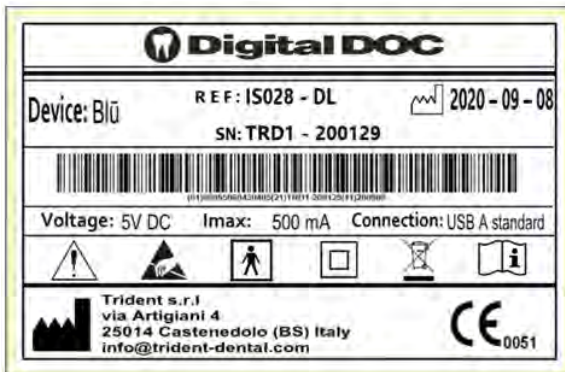 Digital DOC
Device: Blū
REF: IS028 - DL
2020 - 09 - 08
SN: TRD1 - 200129
Voltage: 5V DC Imax: 500 mA Connection: USB A standard
Trident s.r.l
via Artigiani 4
25014 Castenedolo (BS) Italy
info@trident-dental.com
CE 0051